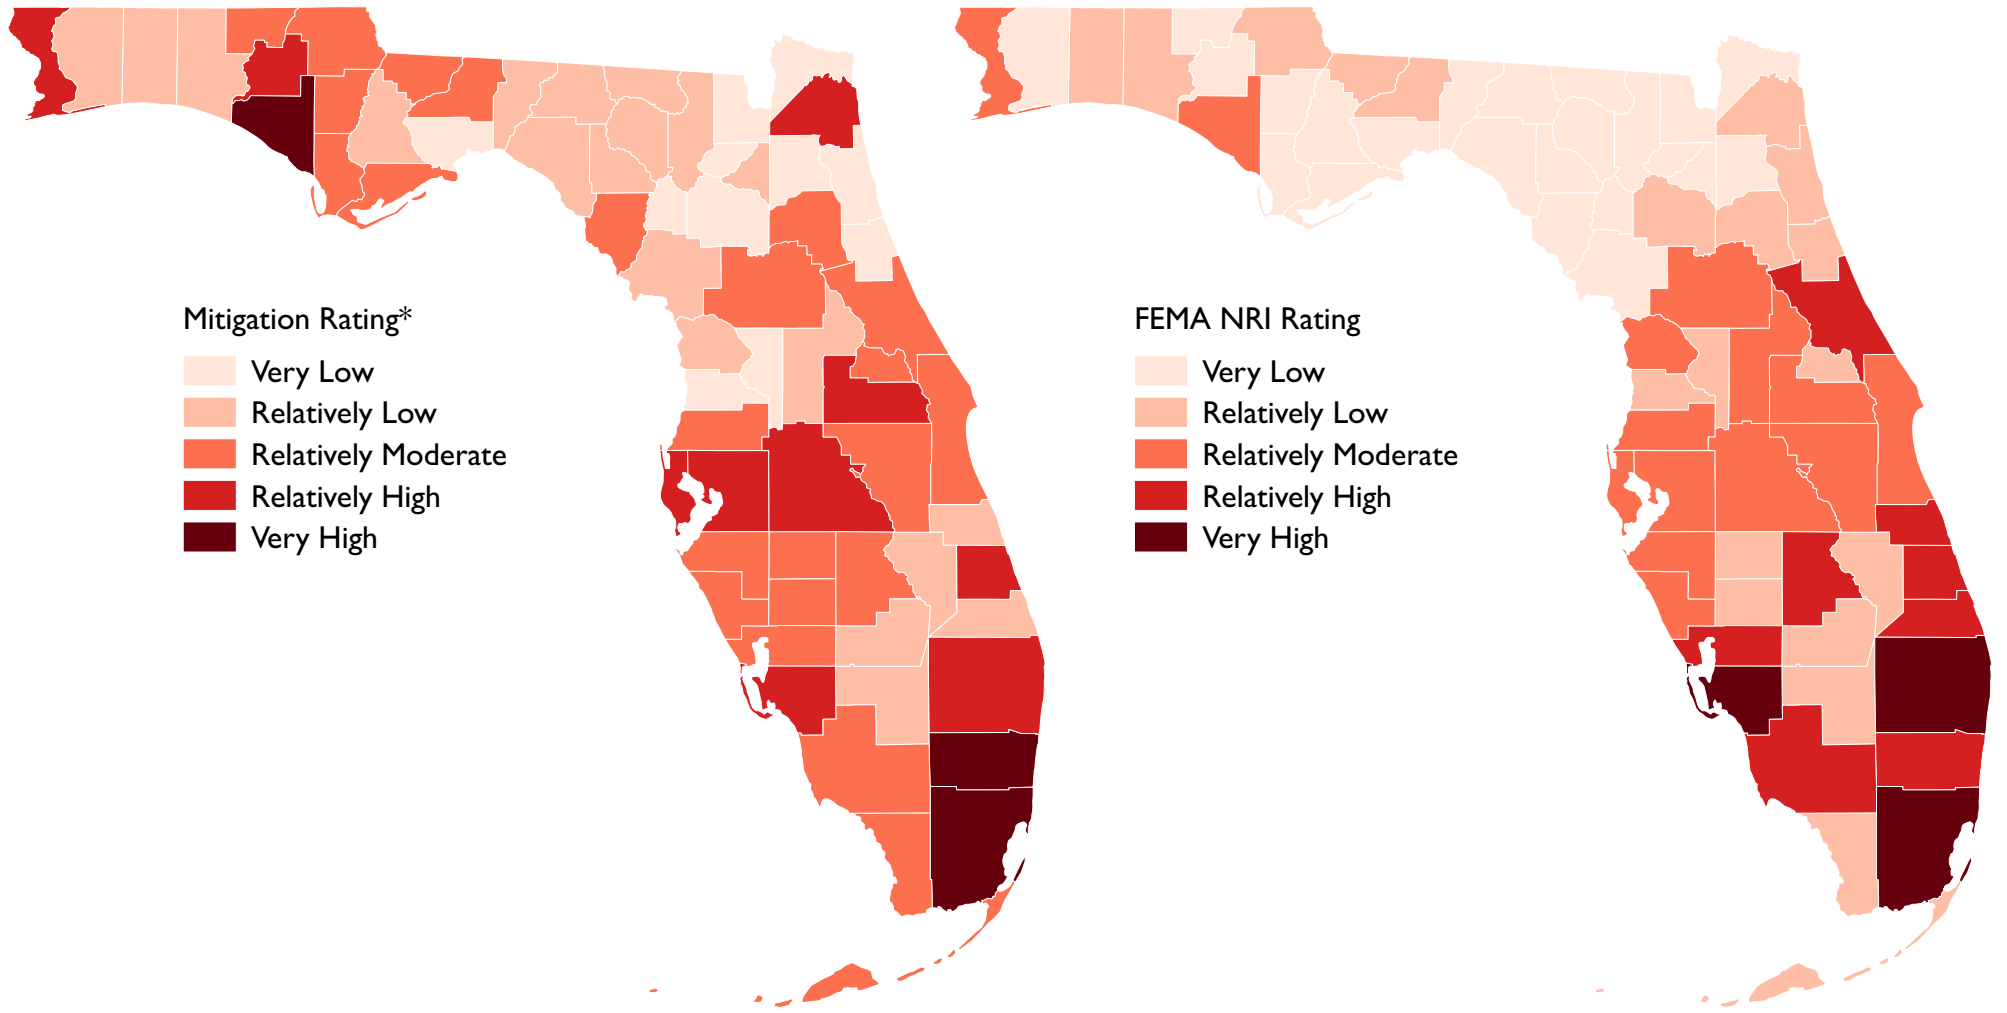 Mitigation Rating*
Very Low
Relatively Low
Relatively Moderate
Relatively High
Very High
FEMA NRI Rating
Very Low
Relatively Low
Relatively Moderate
Relatively High
Very High